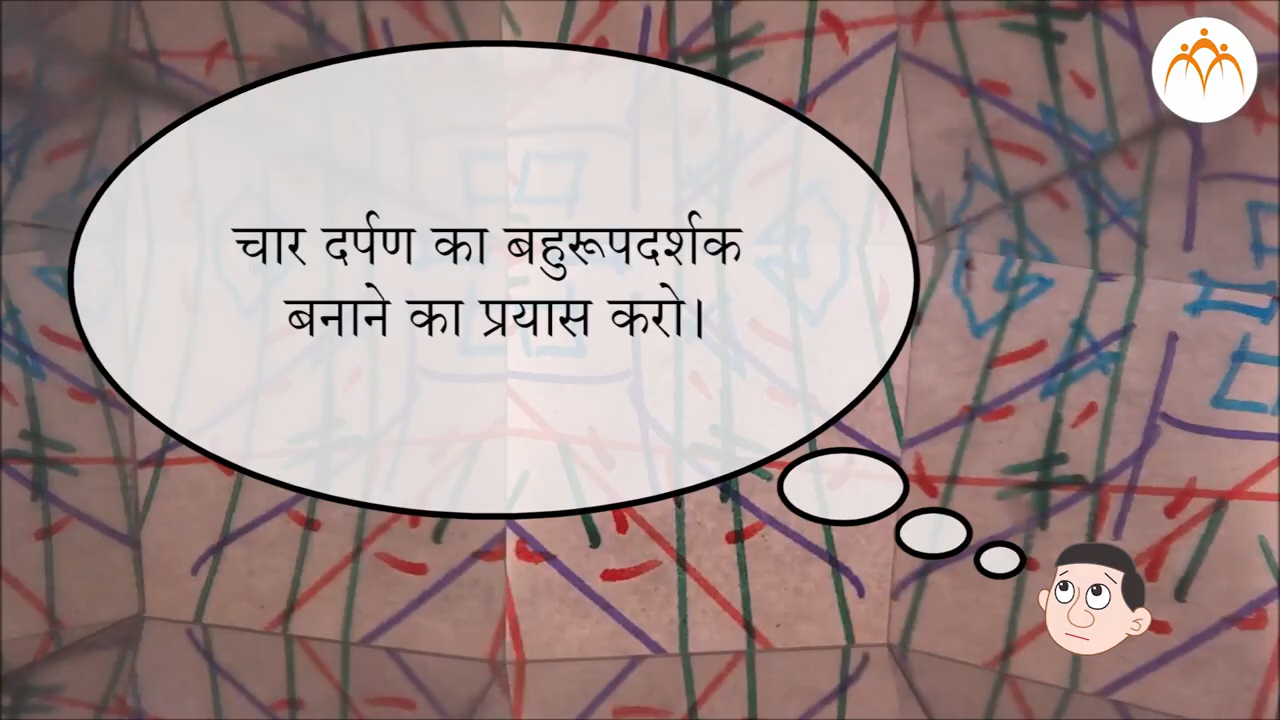 चार दर्पण का बहुरूपदर्शक
बनाने का प्रयास करो।